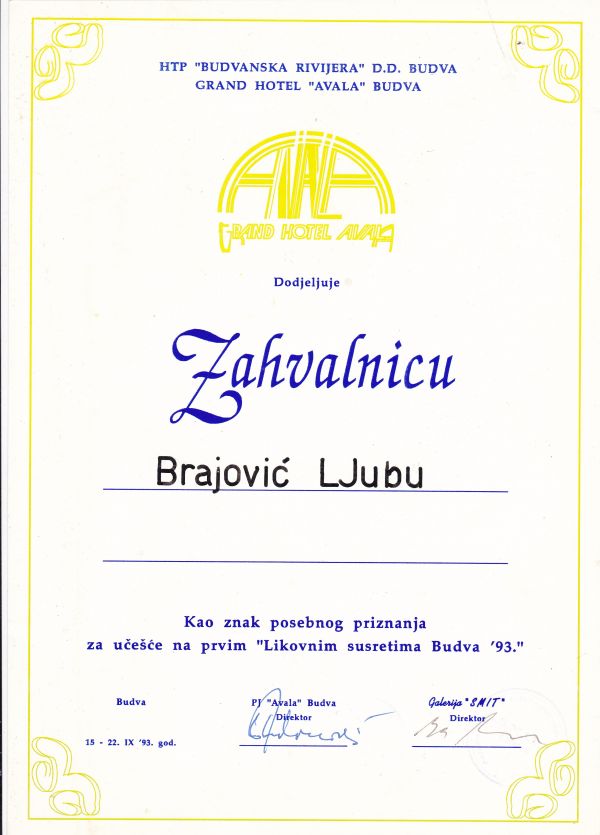 HTP "BUDVANSKA RIVIJERA" D.D. BUDVA
GRAND HOTEL "AVALA" BUDVA
AVALA
GRAND HOTEL AVALA
Dodjeljuje
Zahvalnicu
Brajović LJubu
Kao znak posebnog priznanja
za učešće na prvim "Likovnim susretima Budva '93."
Budva
PJ "Avala" Budva
Galerija "SMIT"
Direktor
Direktor
15 - 22. IX '93. god.